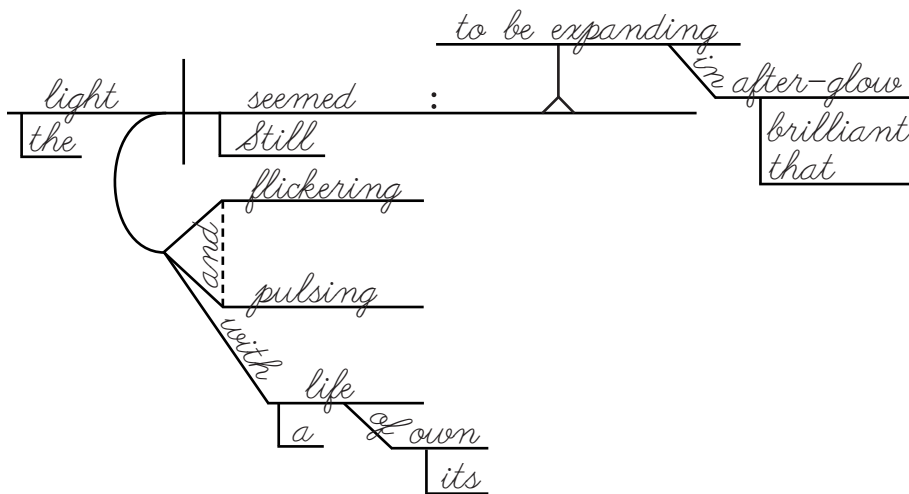 to be expanding
in after-glow
light seemed :
the Still
brilliant
that
flickering
and
pulsing
with
life
a of own
its